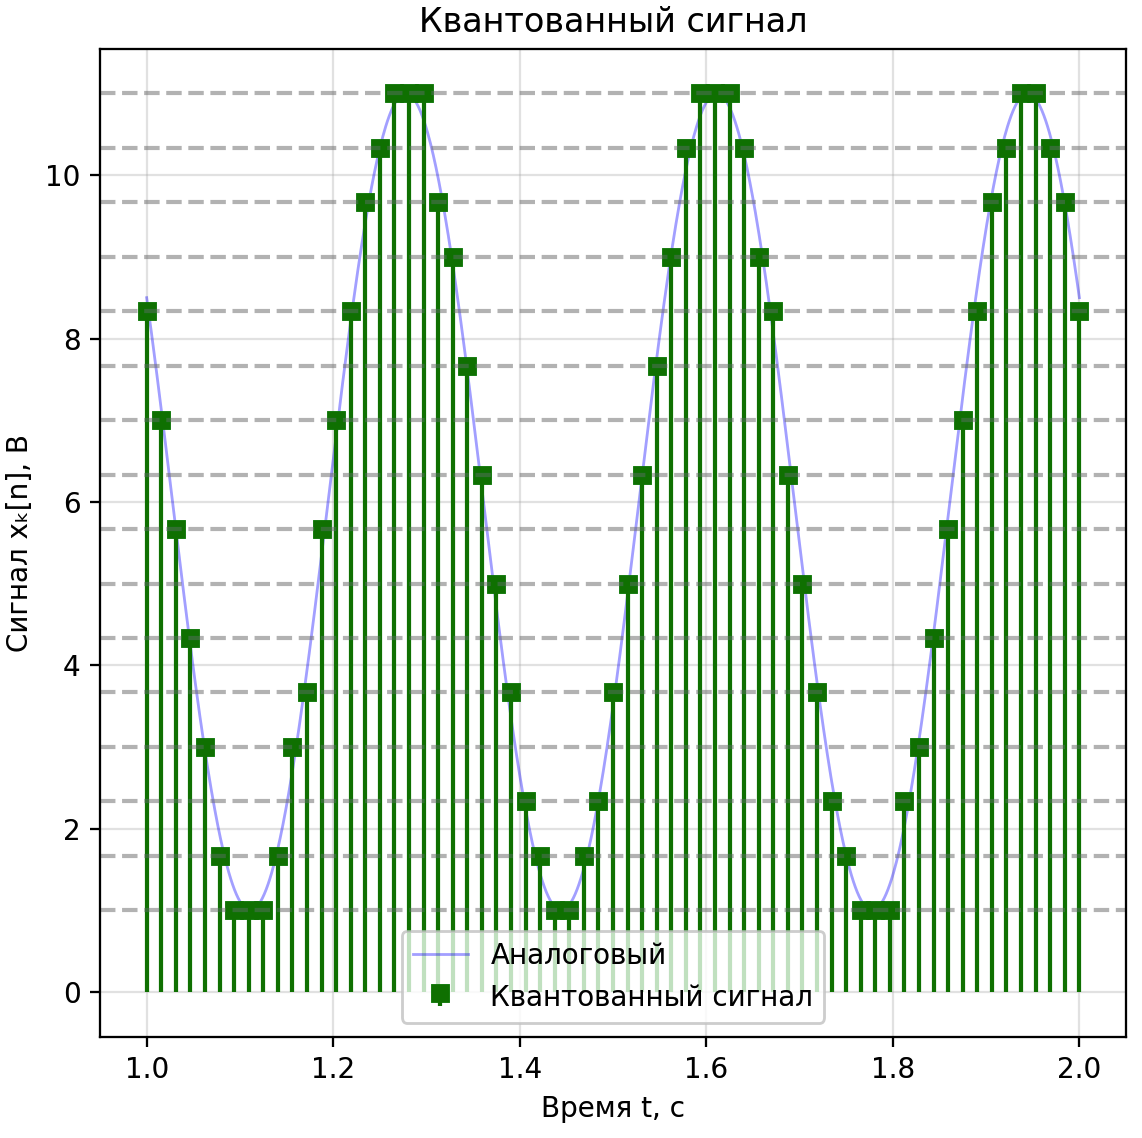 Квантованный сигнал
Сигнал xₖ[n], В
10
8
6
4
2
0
Аналоговый
Квантованный сигнал
1.0 1.2 1.4 1.6 1.8 2.0
Время t, с